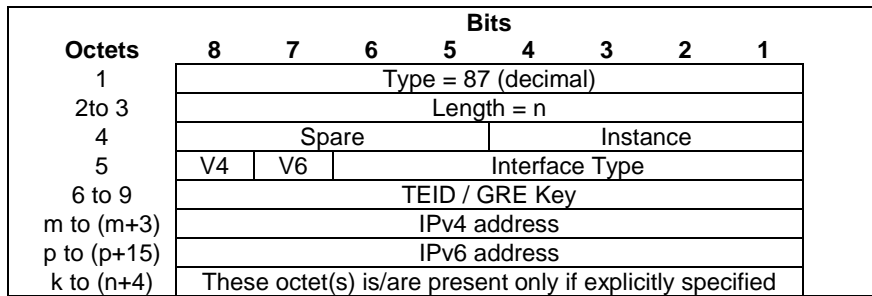 Bits
Octets 8 7 6 5 4 3 2 1
1 Type = 87 (decimal)
2to 3 Length = n
4 Spare Instance
5 V4 V6 Interface Type
6 to 9 TEID / GRE Key
m to (m+3) IPv4 address
p to (p+15) IPv6 address
k to (n+4) These octet(s) is/are present only if explicitly specified